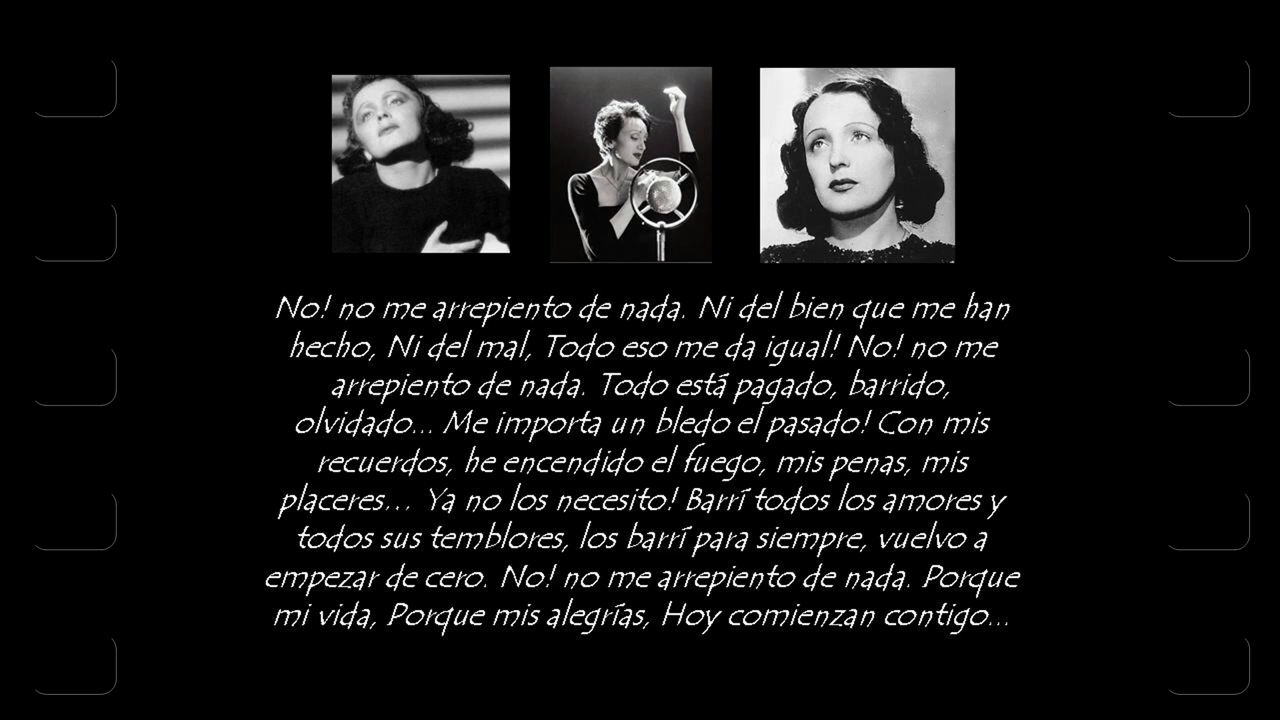 No! no me arrepiento de nada. Ni del bien que me han
hecho, Ni del mal, Todo eso me da igual! No! no me
arrepiento de nada. Todo está pagado, barrido,
olvidado... Me importa un bledo el pasado! Con mis
recuerdos, he encendido el fuego, mis penas, mis
placeres... Ya no los necesito! Barrí todos los amores y
todos sus temblores, los barrí para siempre, vuelvo a
empezar de cero. No! no me arrepiento de nada. Porque
mi vida, Porque mis alegrías, Hoy comienzan contigo...